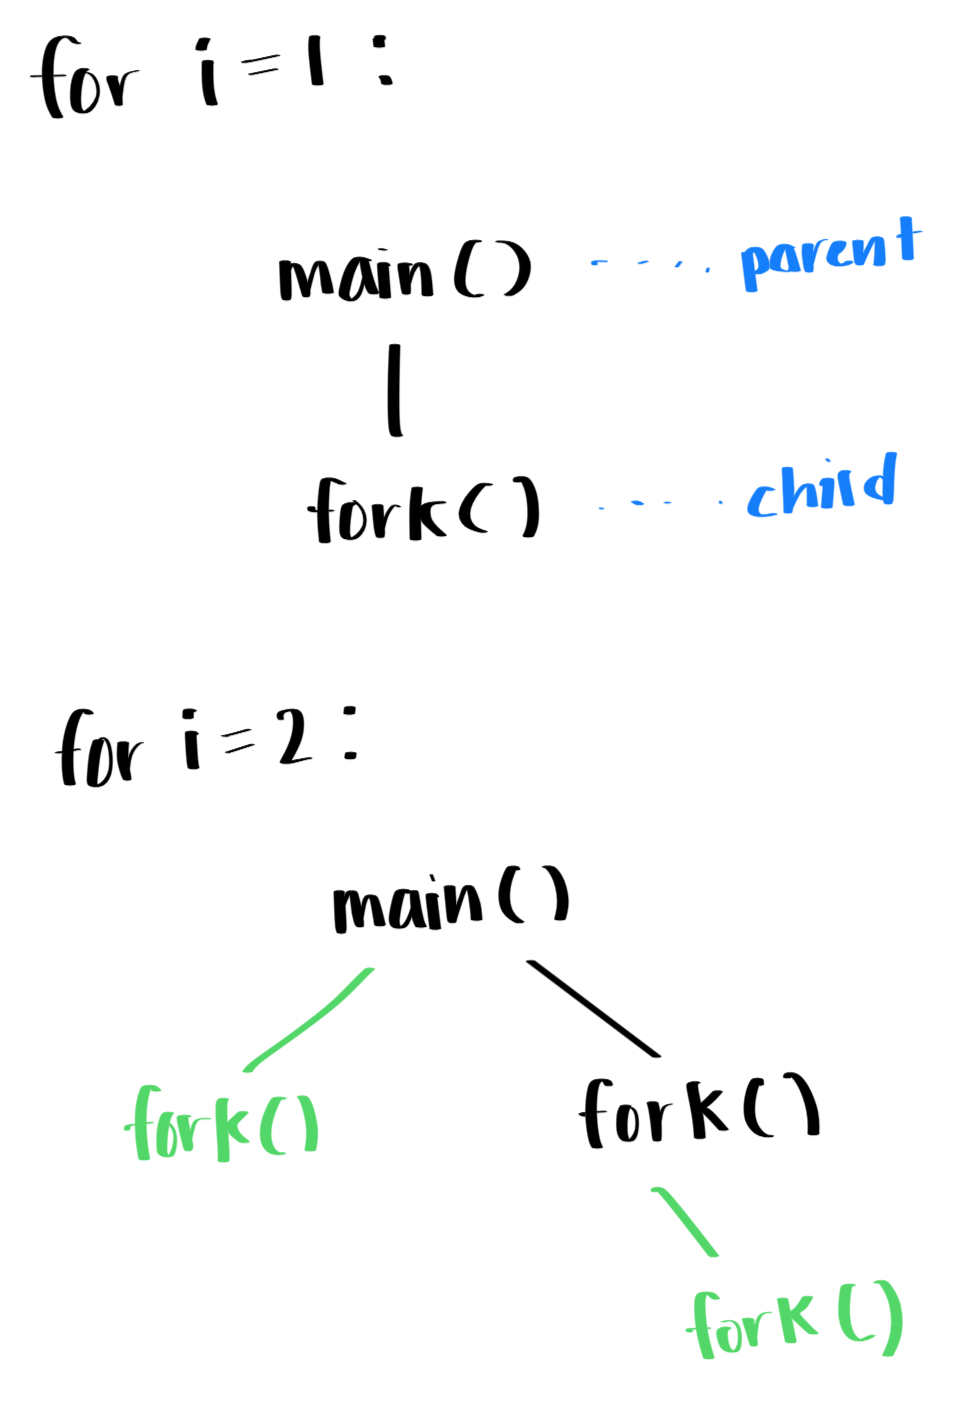 for i = 1 :
main () parent
fork () child
for i = 2 :
main ()
fork () fork ()
fork ()